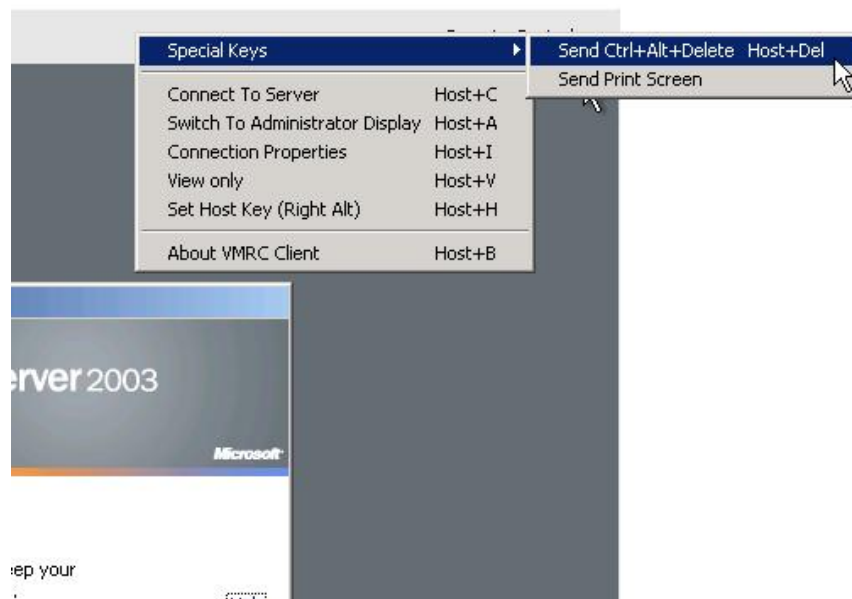 Special Keys
Send Ctrl+Alt+Delete Host+Del
Send Print Screen
Connect To Server Host+C
Switch To Administrator Display Host+A
Connection Properties Host+I
View only Host+V
Set Host Key (Right Alt) Host+H
About VMRC Client Host+B
erver 2003
Microsoft
eep your